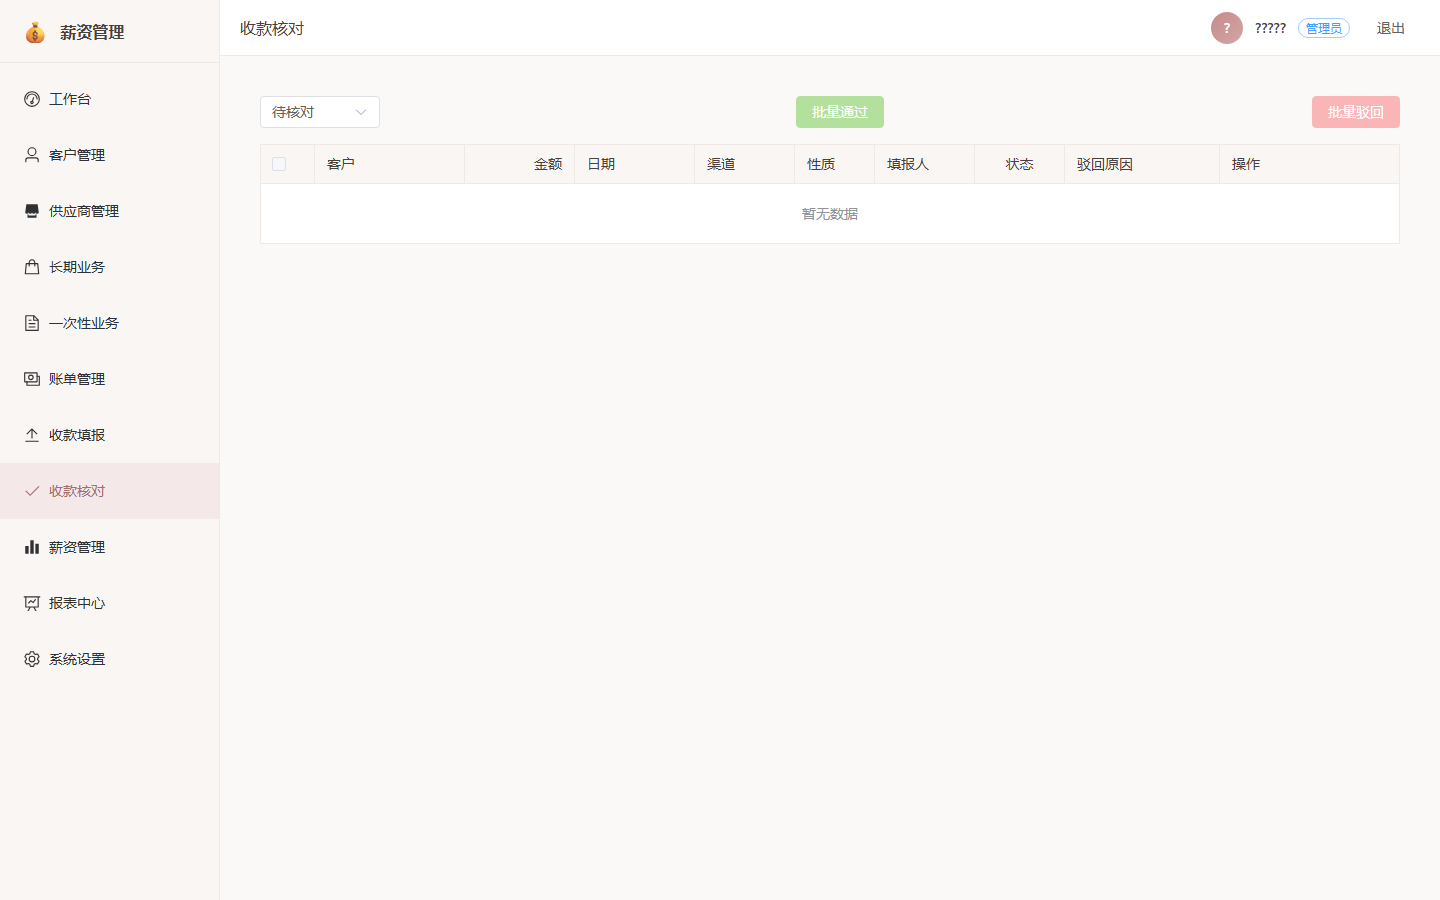 薪资管理
收款核对
?
?????
管理员
退出
工作台
客户管理
供应商管理
长期业务
一次性业务
账单管理
收款填报
收款核对
薪资管理
报表中心
系统设置
待核对
批量通过
批量驳回
客户 金额 日期 渠道 性质 填报人 状态 驳回原因 操作
暂无数据